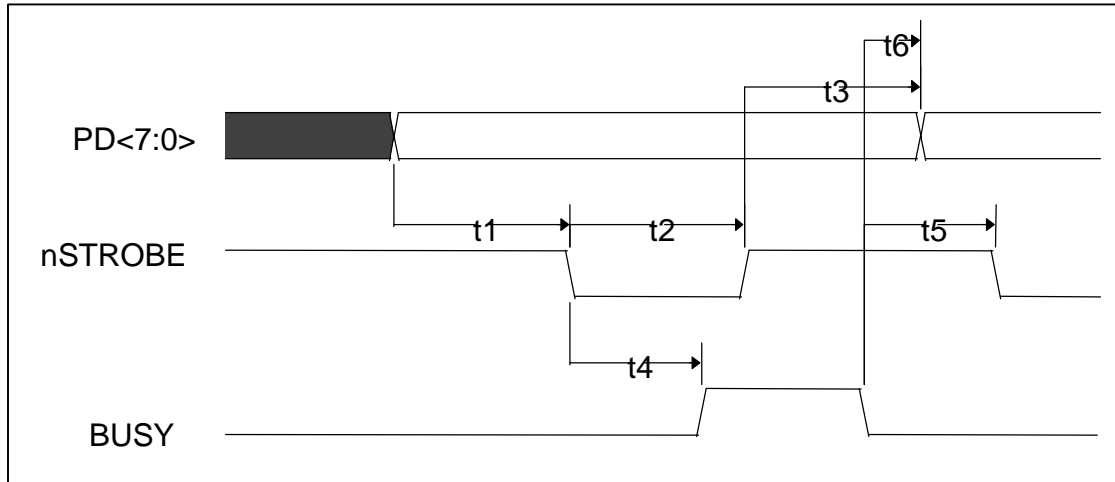 t6
t3
PD<7:0>
t1 t2 t5
nSTROBE
t4
BUSY